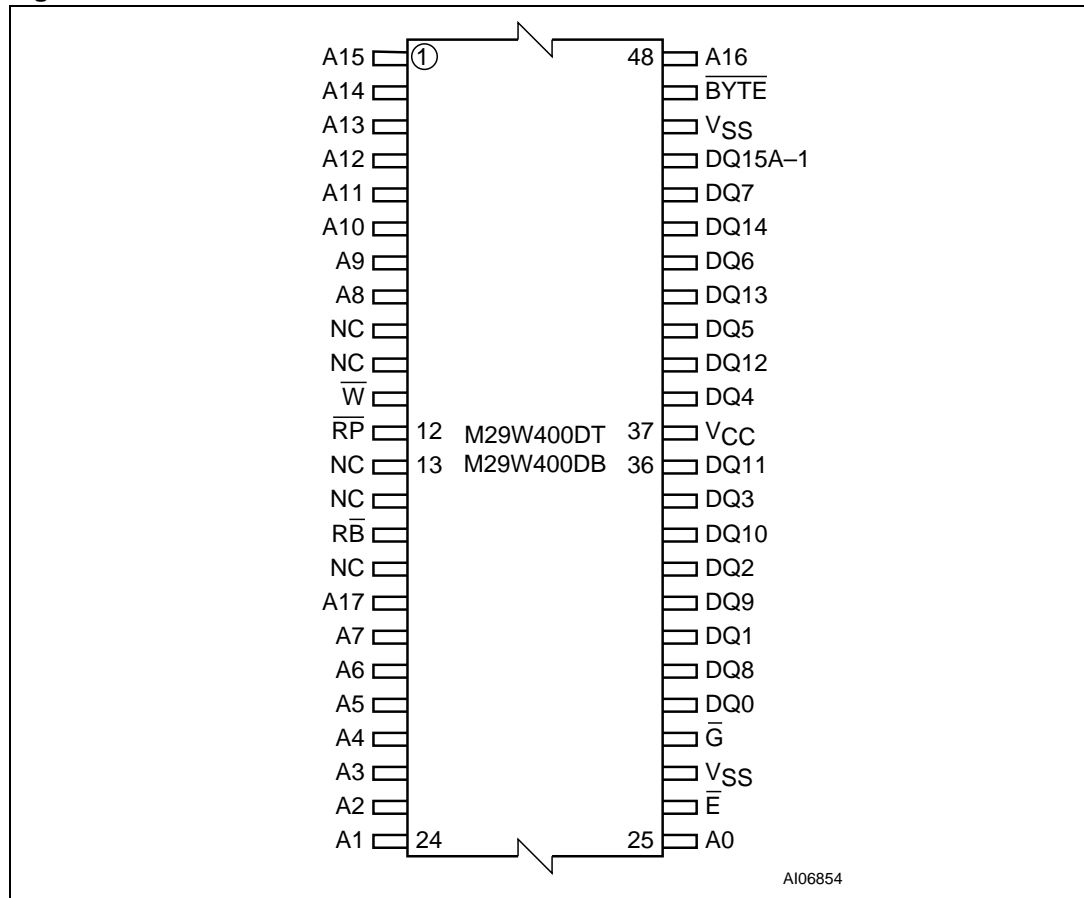 A15 ① 48 A16
A14 B̅Y̅T̅E̅
A13 VSS
A12 DQ15A–1
A11 DQ7
A10 DQ14
A9 DQ6
A8 DQ13
NC DQ5
NC DQ12
W̅ DQ4
R̅P̅ 12 M29W400DT 37 VCC
NC 13 M29W400DB 36 DQ11
NC DQ3
RB̅ DQ10
NC DQ2
A17 DQ9
A7 DQ1
A6 DQ8
A5 DQ0
A4 G̅
A3 VSS
A2 E̅
A1 24 25 A0
AI06854